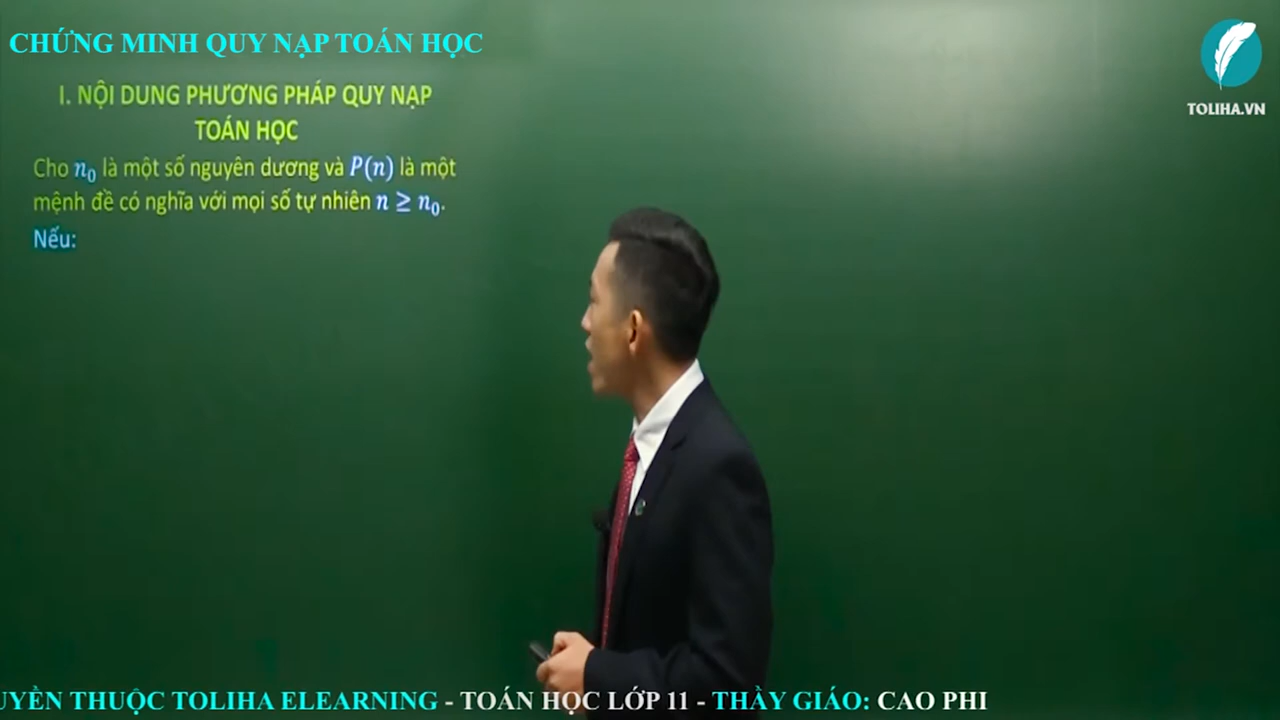 CHỨNG MINH QUY NẠP TOÁN HỌC
TOLIHA.VN
I. NỘI DUNG PHƯƠNG PHÁP QUY NẠP
TOÁN HỌC
Cho n₀ là một số nguyên dương và P(n) là một
mệnh đề có nghĩa với mọi số tự nhiên n ≥ n₀.
Nếu:
THUỘC TOLIHA ELEARNING - TOÁN HỌC LỚP 11 - THẦY GIÁO: CAO PHI